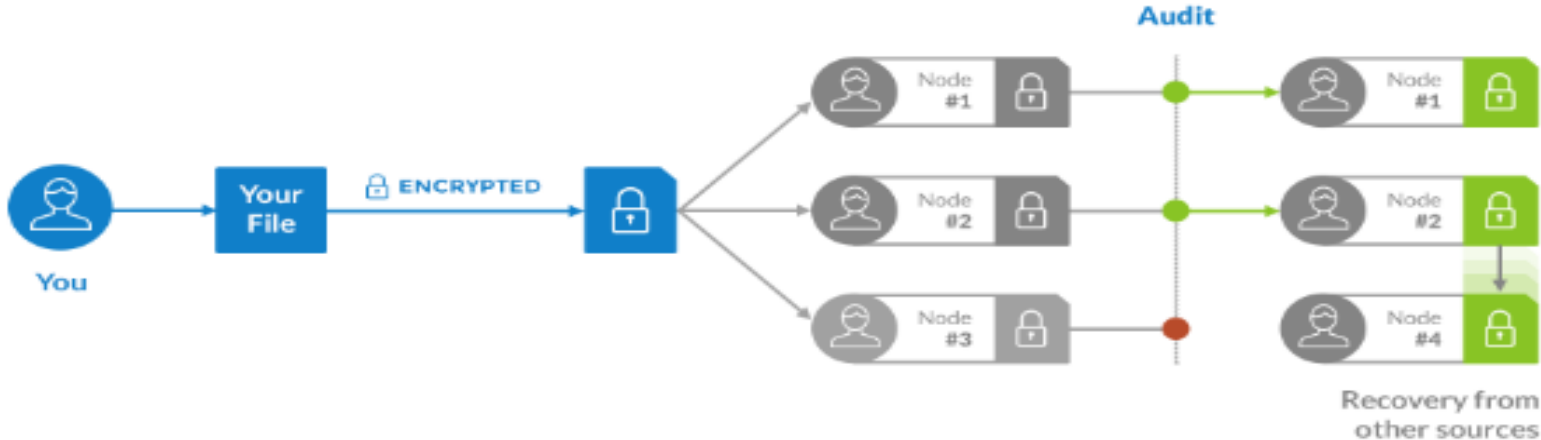 Audit
Node
#1
Node
#1
Your
File
ENCRYPTED
Node
#2
Node
#2
You
Node
#3
Node
#4
Recovery from
other sources